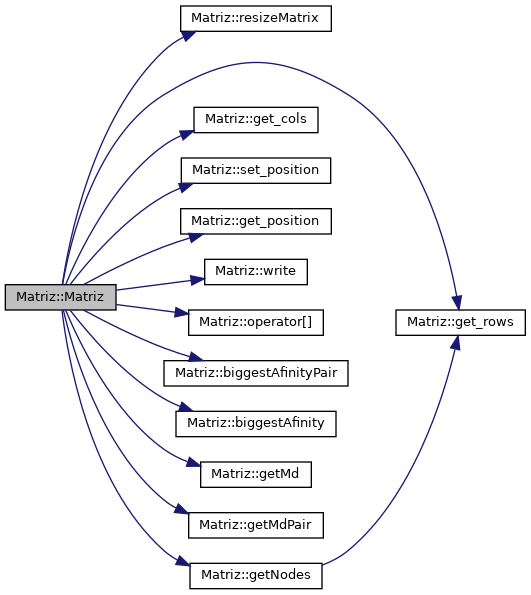 Matriz::resizeMatrix
Matriz::get_cols
Matriz::set_position
Matriz::get_position
Matriz::write
Matriz::Matriz
Matriz::operator[]
Matriz::get_rows
Matriz::biggestAfinityPair
Matriz::biggestAfinity
Matriz::getMd
Matriz::getMdPair
Matriz::getNodes